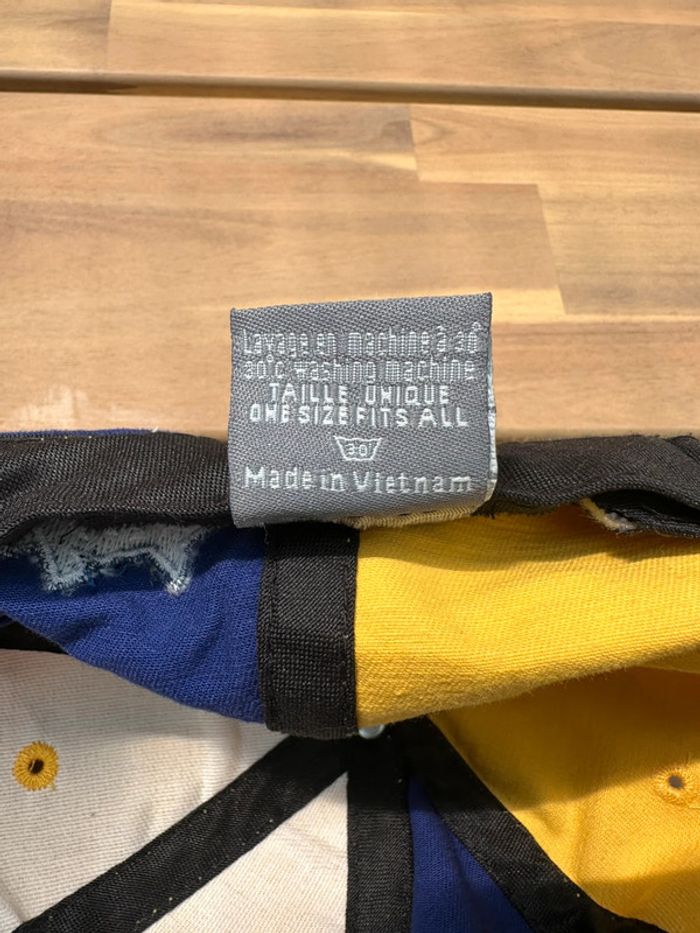 Lavage en machine à 30°
30°c washing machine
TAILLE UNIQUE
ONE SIZE FITS ALL
30
Made in Vietnam